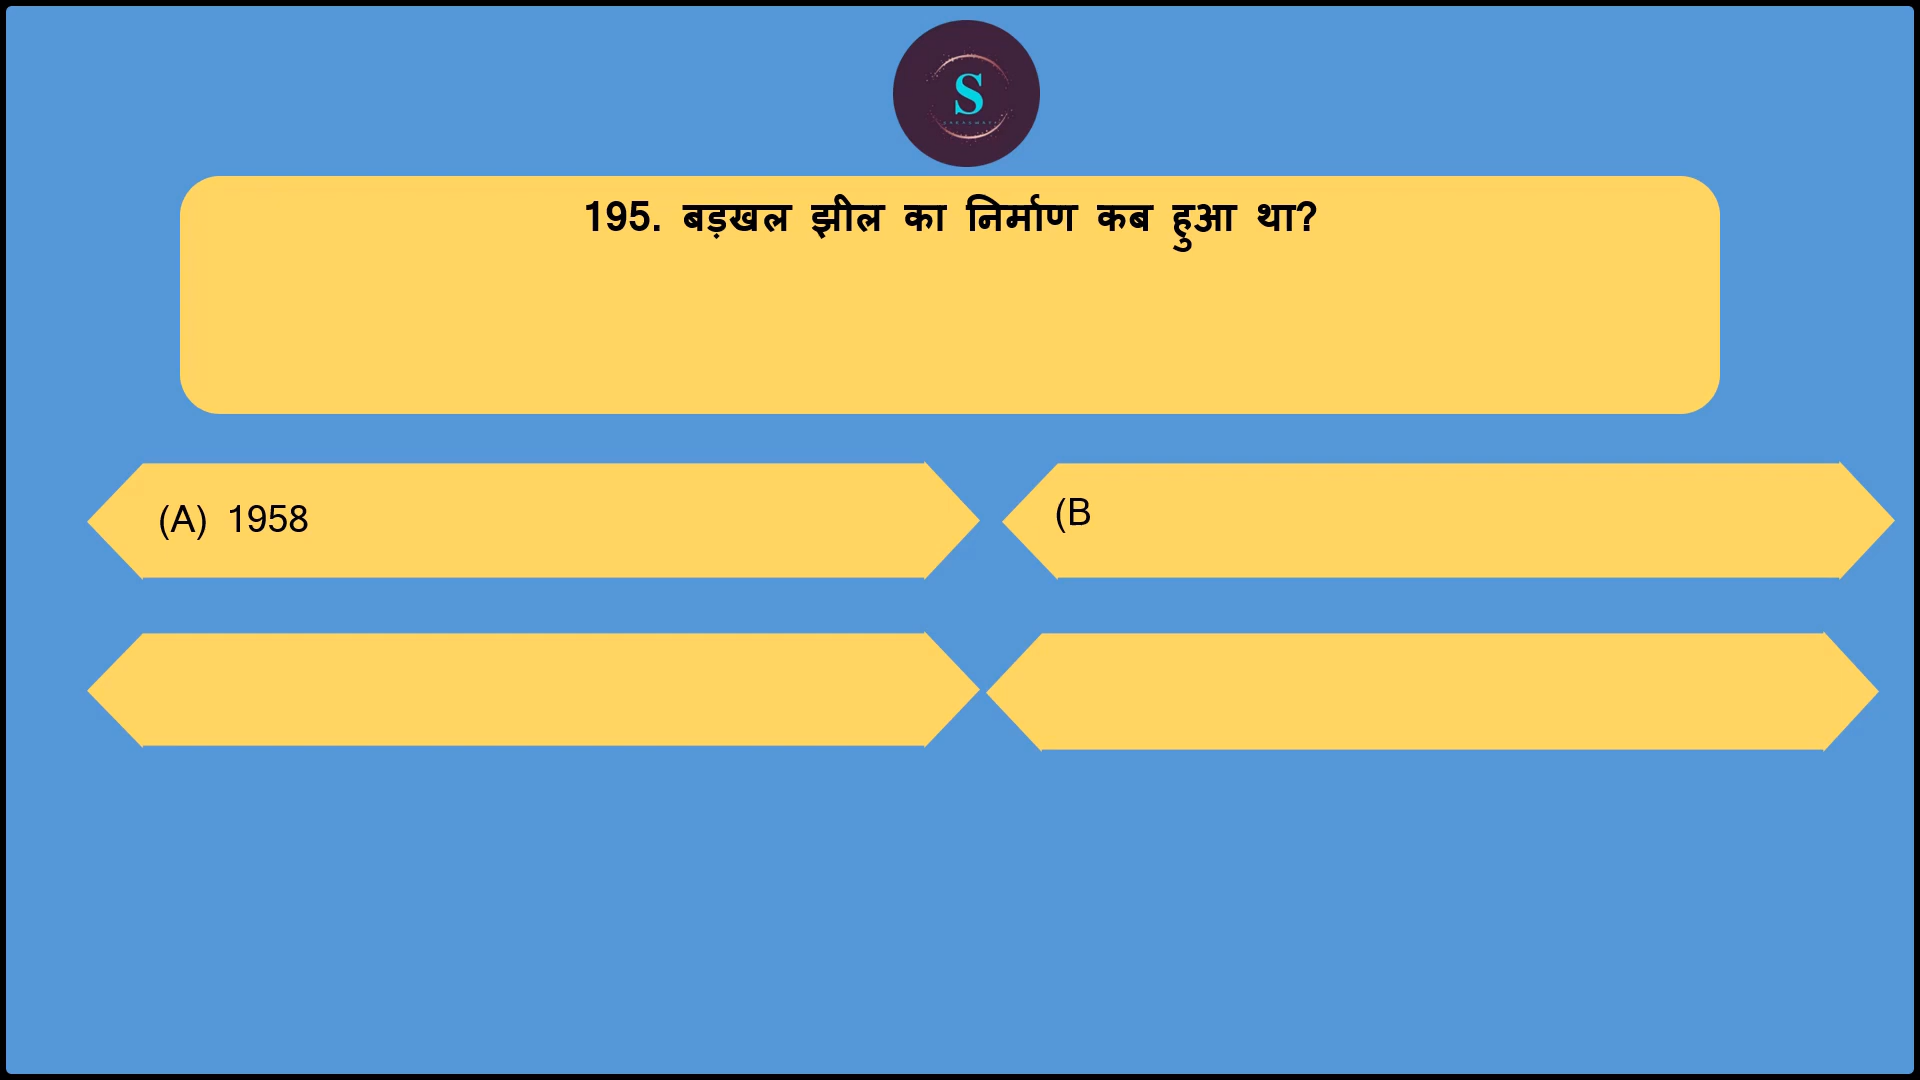 S
195. बड़खल झील का निर्माण कब हुआ था?
(A) 1958
(B